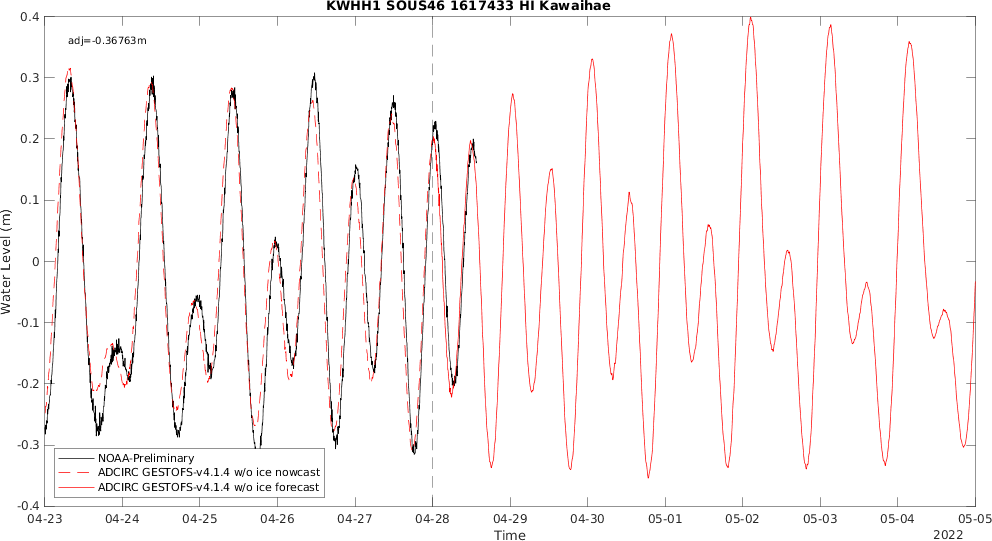 KWHH1 SOUS46 1617433 HI Kawaihae
adj=-0.36763m
0.4
0.3
0.2
0.1
0
-0.1
-0.2
-0.3
-0.4
Water Level (m)
NOAA-Preliminary
ADCIRC GESTOFS-v4.1.4 w/o ice nowcast
ADCIRC GESTOFS-v4.1.4 w/o ice forecast
04-23 04-24 04-25 04-26 04-27 04-28 04-29 04-30 05-01 05-02 05-03 05-04 05-05
Time
2022